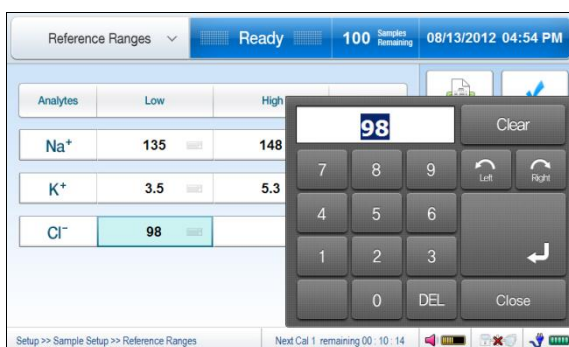 Reference Ranges
Ready
100 Samples Remaining
08/13/2012 04:54 PM
Analytes Low High
Na⁺ 135 148
K⁺ 3.5 5.3
Cl⁻ 98
98 Clear
7 8 9 Left Right
4 5 6
1 2 3
0 DEL Close
Setup >> Sample Setup >> Reference Ranges
Next Cal 1 remaining 00 : 10 : 14